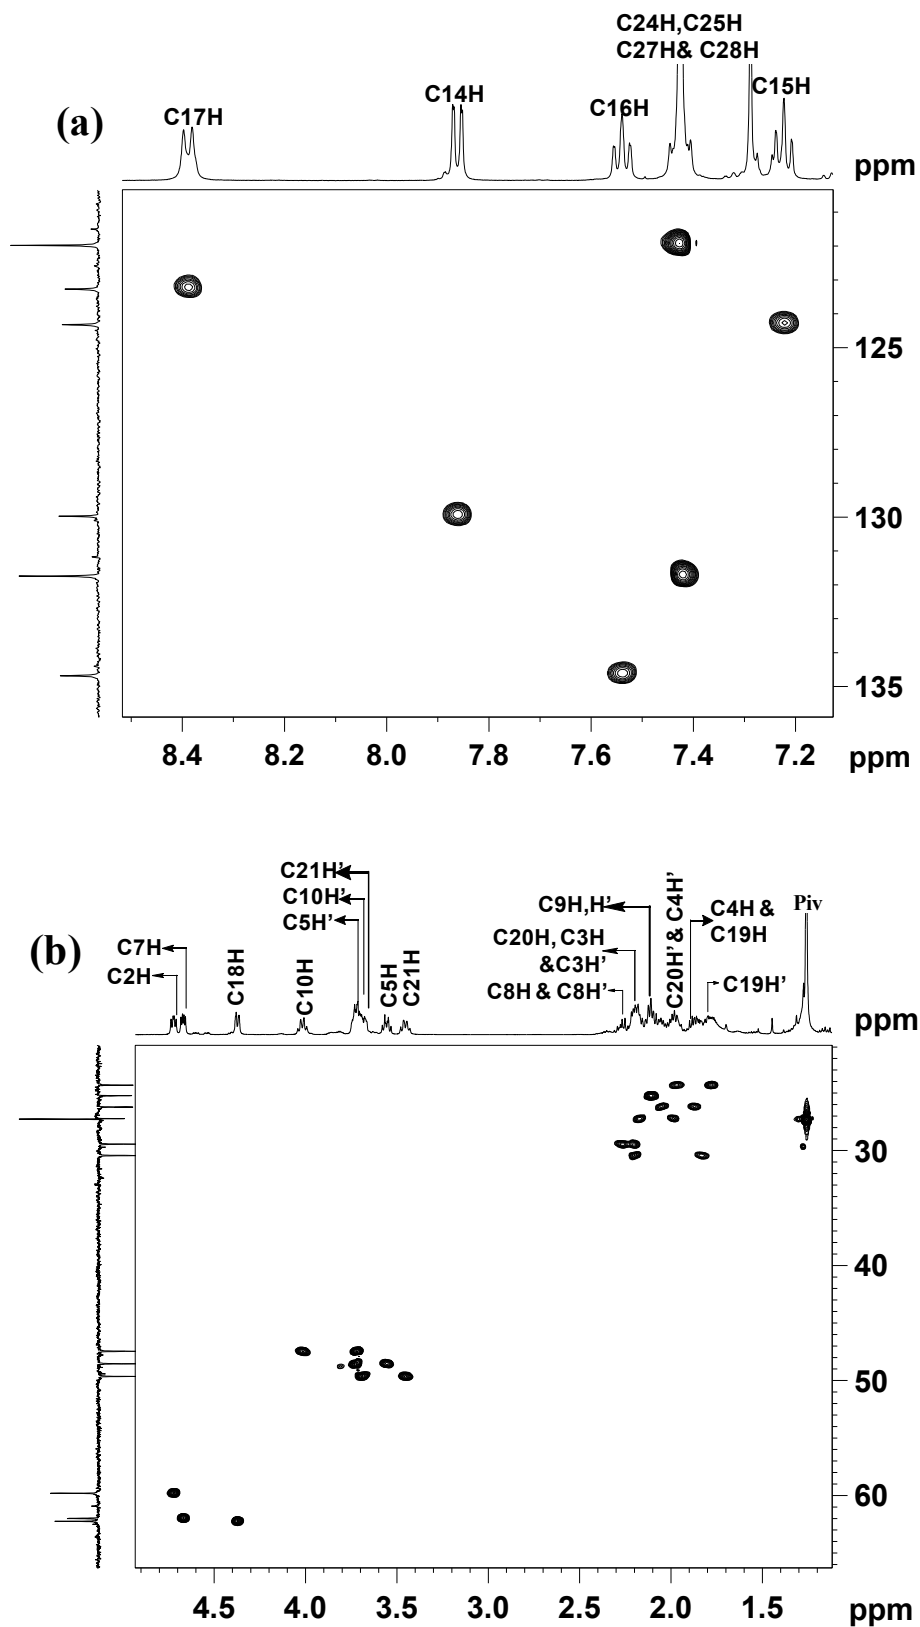 C24H,C25H
C27H& C28H
C17H
C14H
C16H
C15H
(a)
ppm
125
130
135
8.4 8.2 8.0 7.8 7.6 7.4 7.2 ppm
C21H'
C10H'
C5H'
C7H
C2H
C18H
C10H
C5H
C21H
C9H,H'
C20H, C3H
&C3H'
C8H & C8H'
C20H' & C4H'
C4H &
C19H
C19H'
Piv
(b)
ppm
30
40
50
60
4.5 4.0 3.5 3.0 2.5 2.0 1.5 ppm